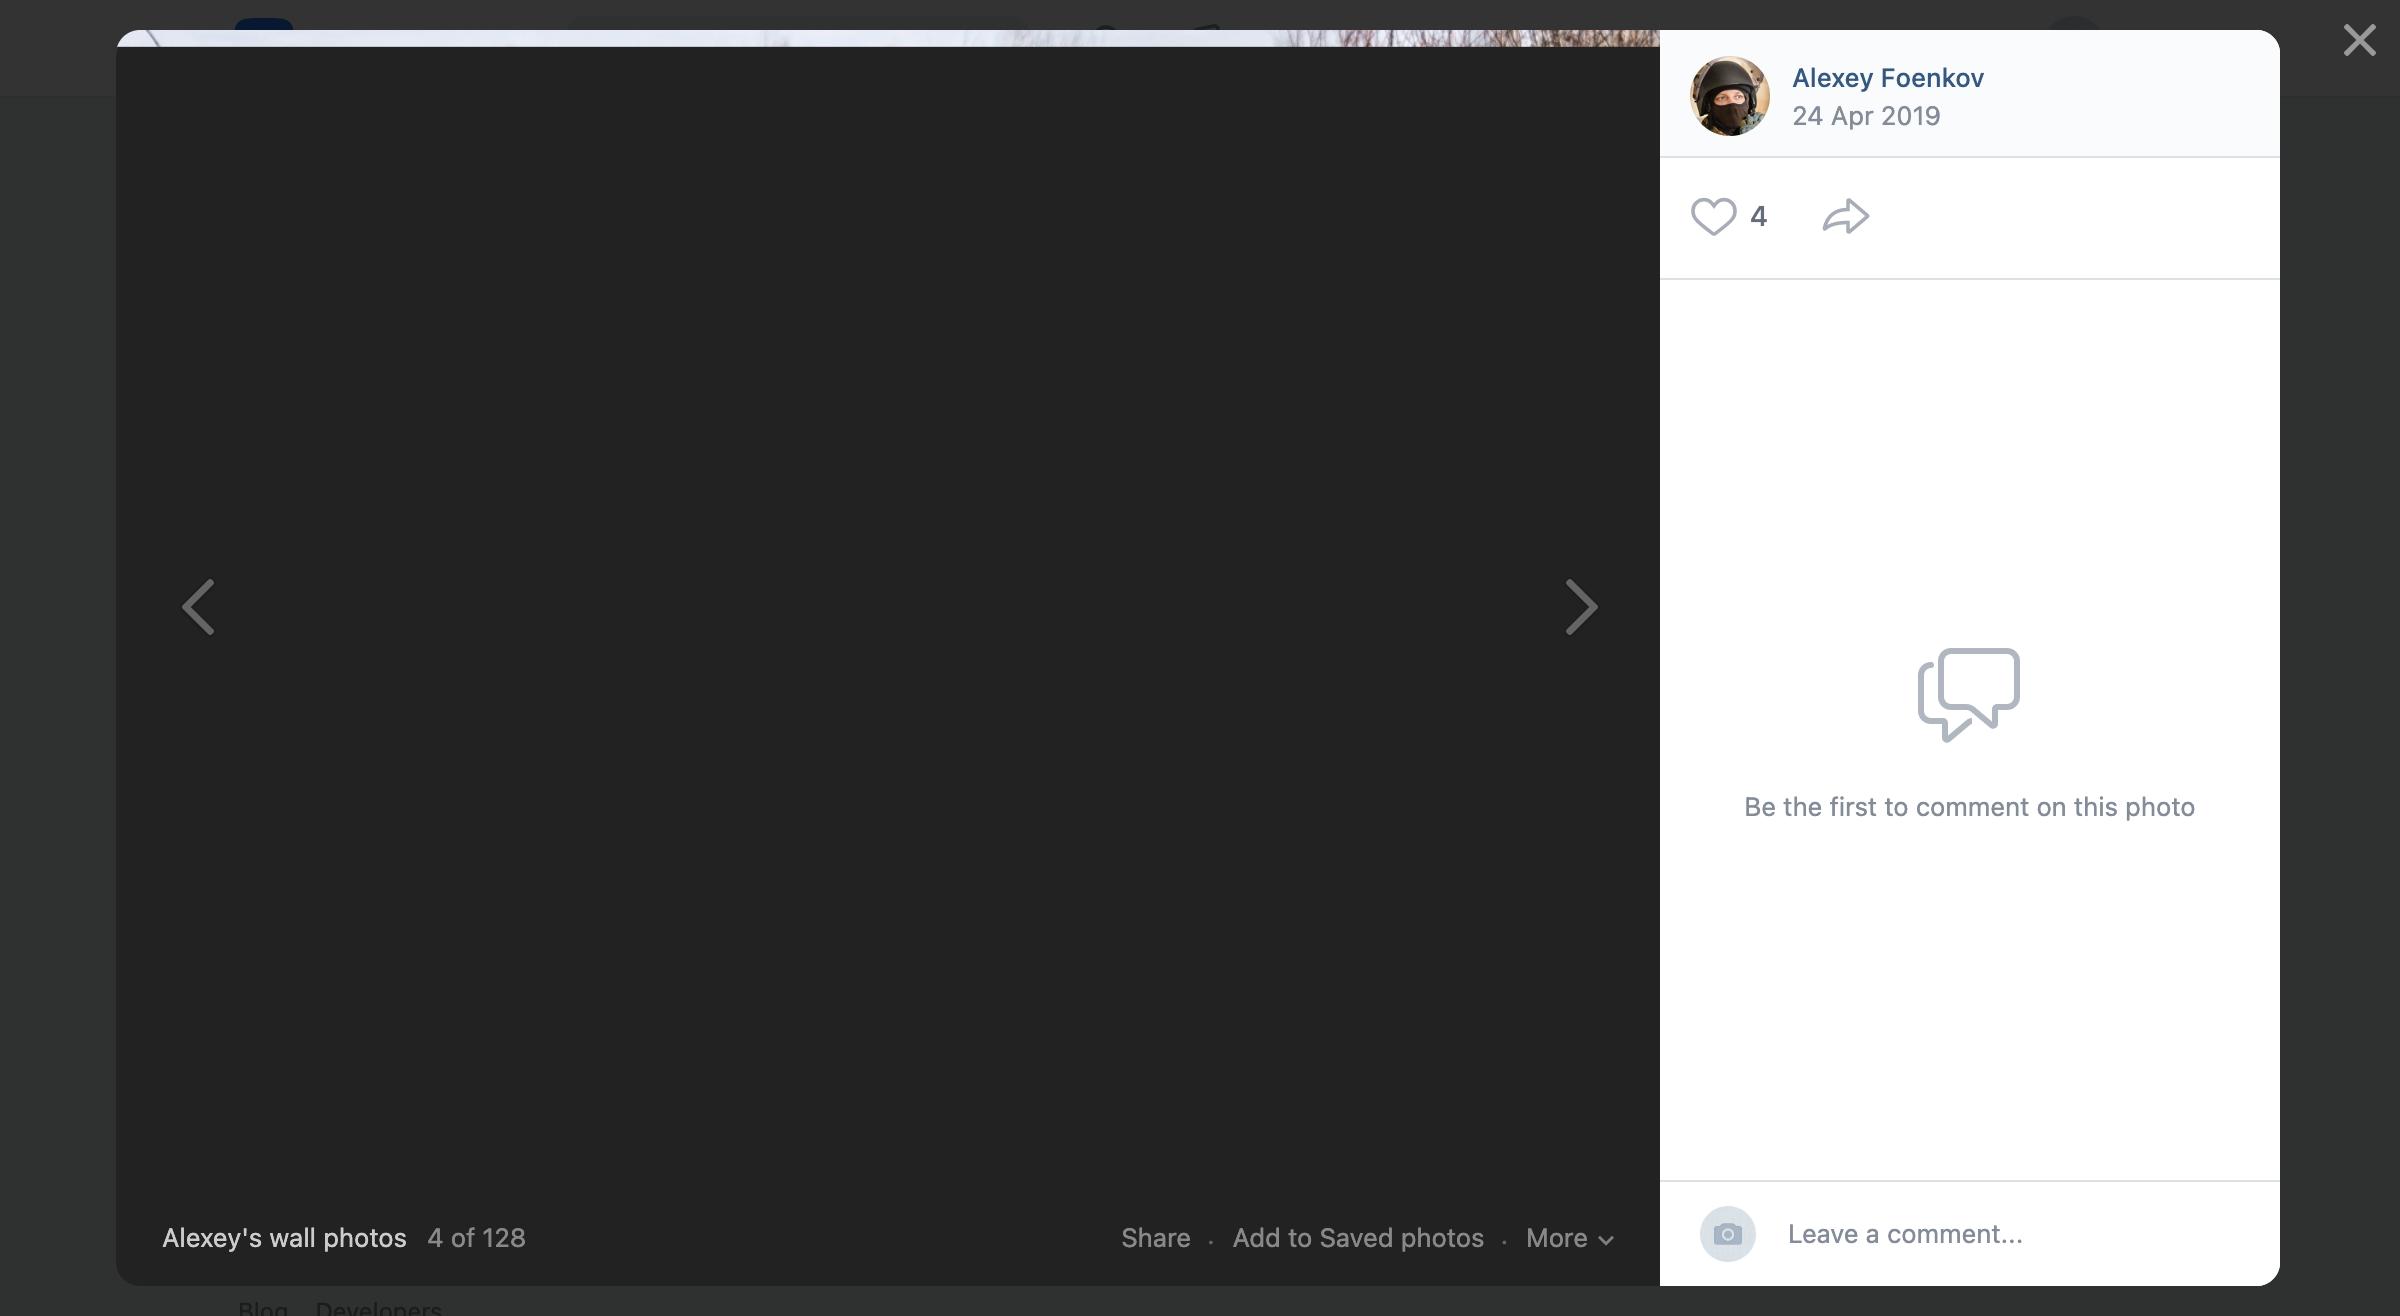 Alexey Foenkov
24 Apr 2019
4
Be the first to comment on this photo
Alexey's wall photos 4 of 128
Share . Add to Saved photos . More
Leave a comment...
Blog Developers